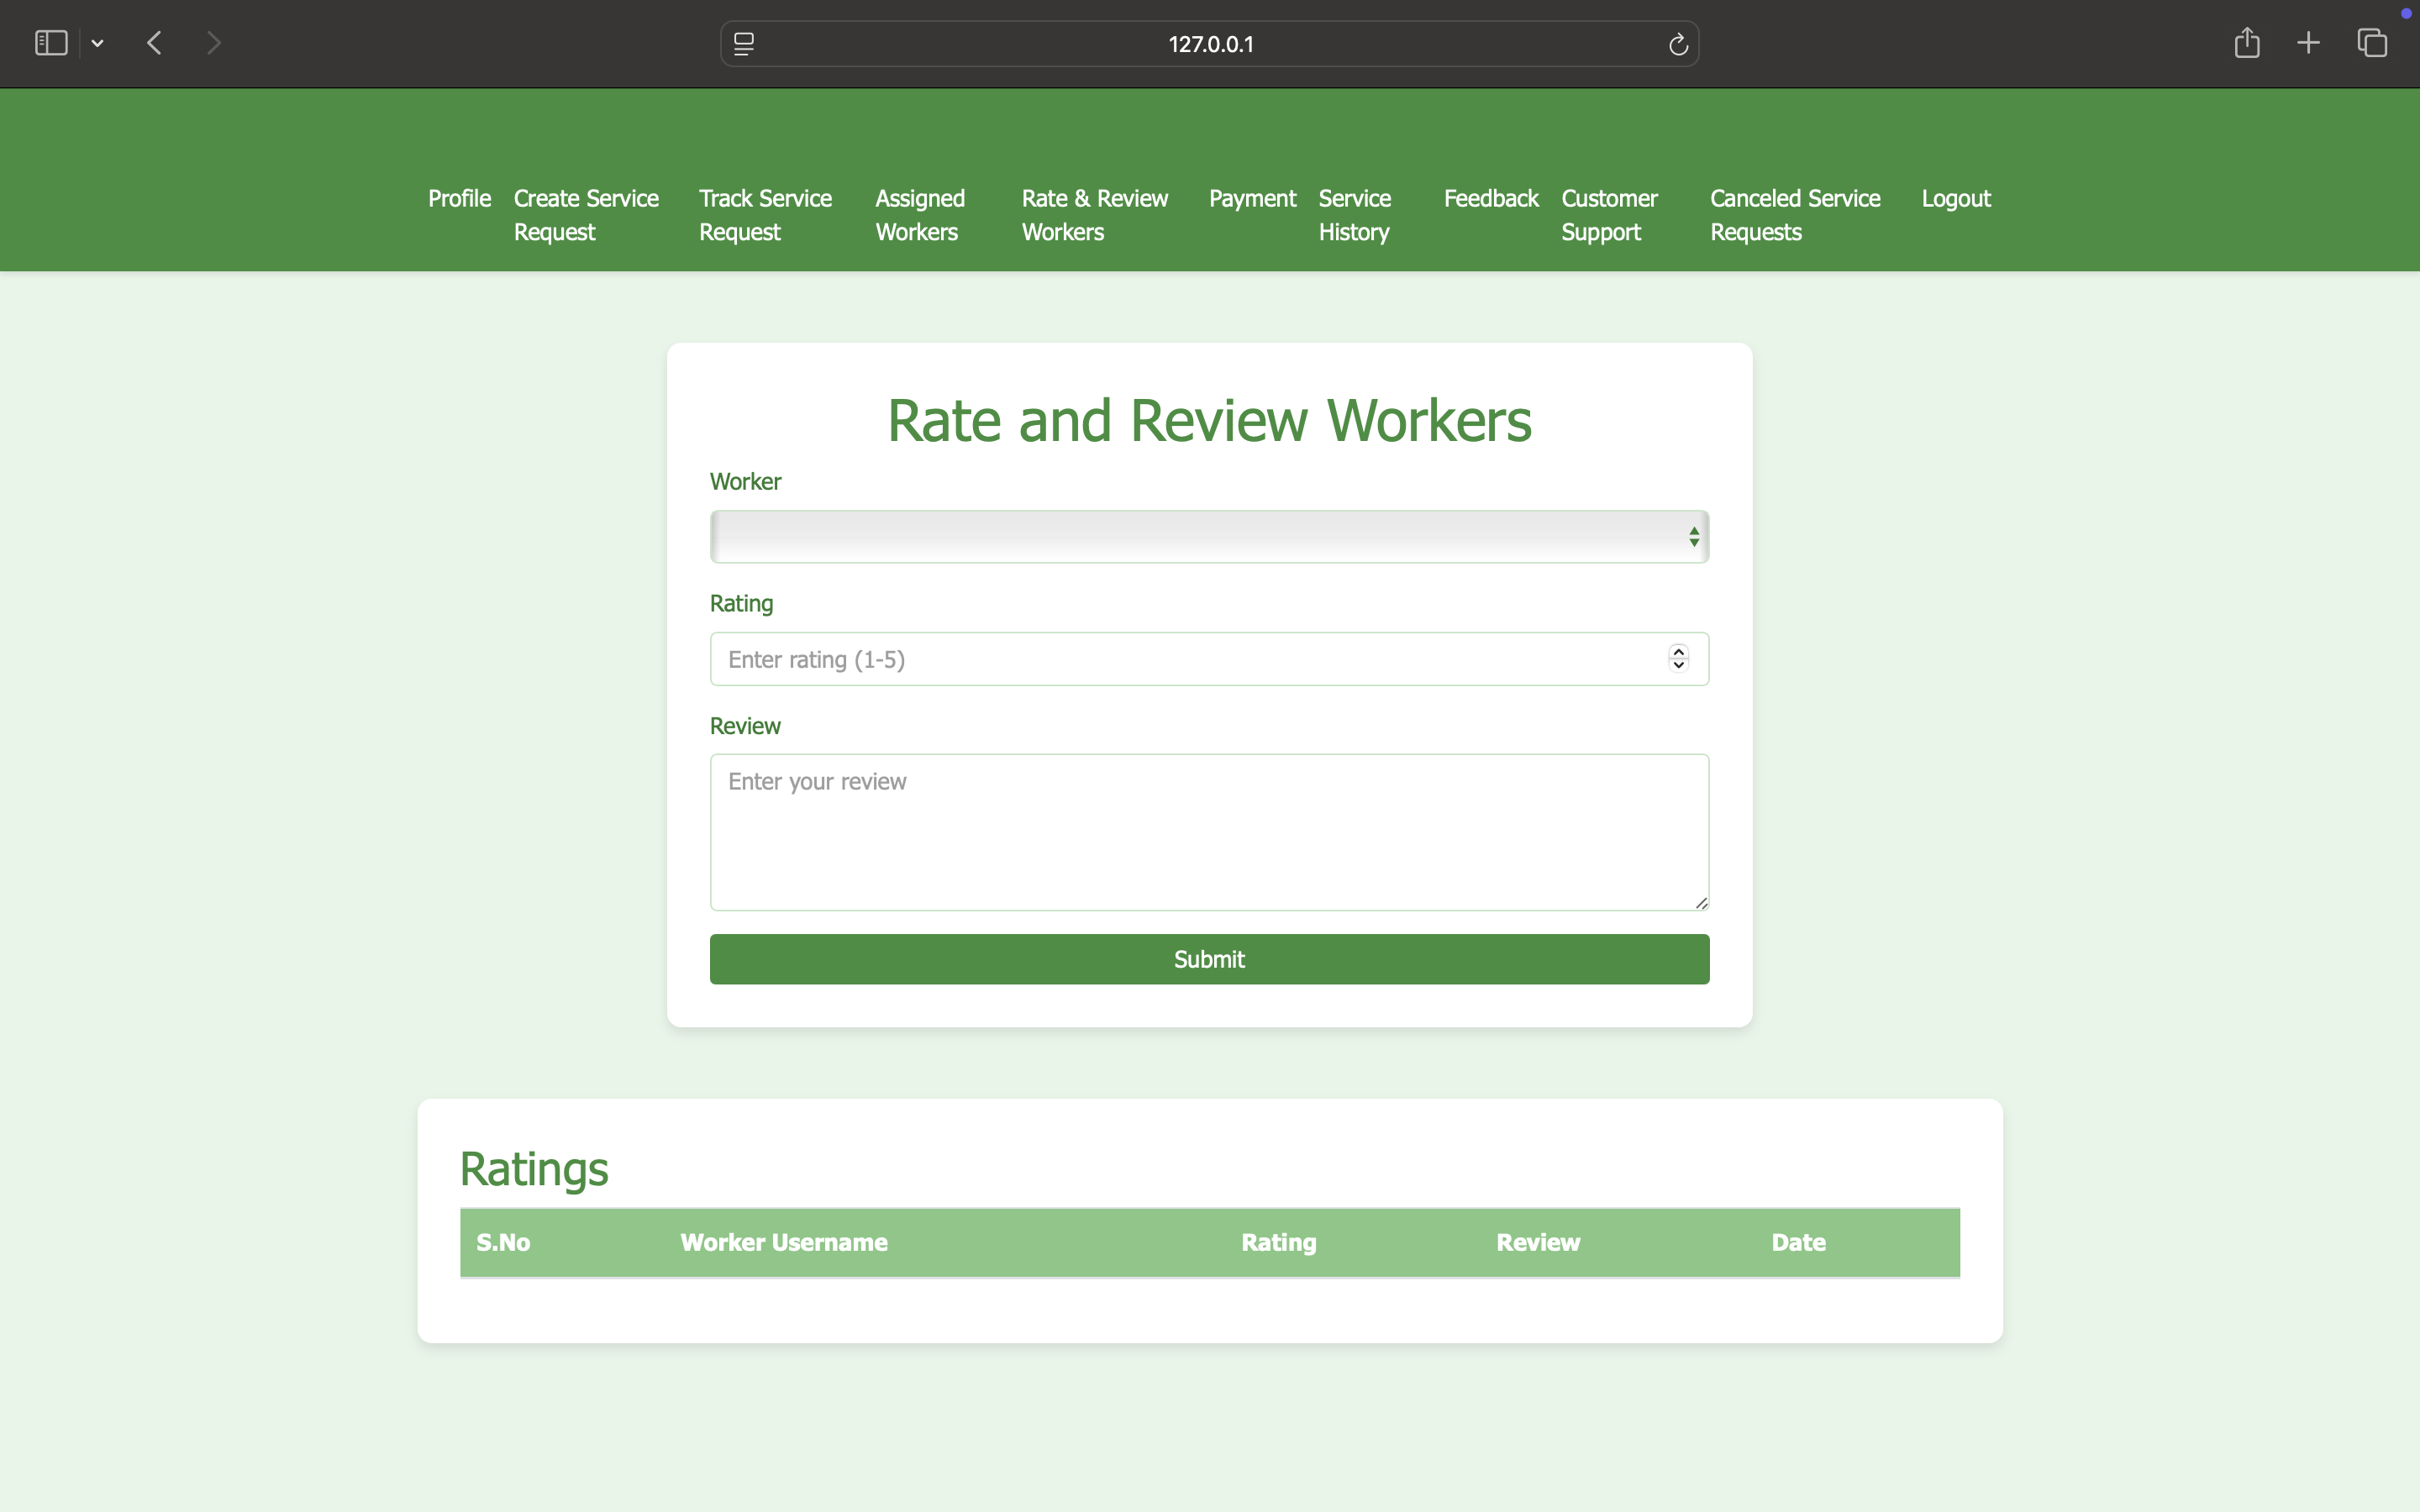 127.0.0.1
Profile Create Service Request Track Service Request Assigned Workers Rate & Review Workers Payment Service History Feedback Customer Support Canceled Service Requests Logout
Rate and Review Workers
Worker
Rating
Enter rating (1-5)
Review
Enter your review
Submit
Ratings
S.No Worker Username Rating Review Date